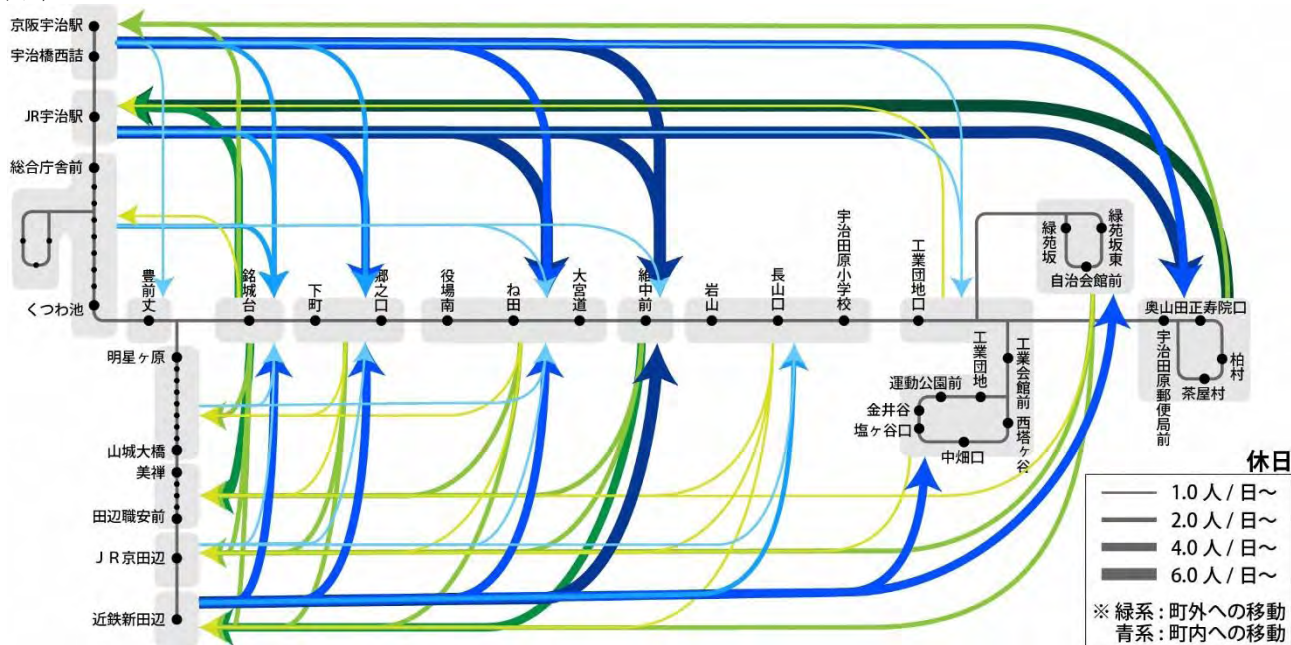 京阪宇治駅
宇治橋西詰
JR宇治駅
総合庁舎前
くつわ池
豊前丈
銘城台
下町
郷之口
役場南
ね田
大宮道
維中前
岩山
長山口
宇治田原小学校
工業団地口
緑苑坂
緑苑坂東
自治会館前
奥山田正寿院口
宇治田原郵便局前
柏村
茶屋村
工業団地
工業会館前
運動公園前
金井谷
塩ヶ谷口
中畑口
西塔ヶ谷
明星ヶ原
山城大橋
美禅
田辺職安前
ＪＲ京田辺
近鉄新田辺
休日
1.0 人 / 日～
2.0 人 / 日～
4.0 人 / 日～
6.0 人 / 日～
※ 緑系 : 町外への移動
青系 : 町内への移動